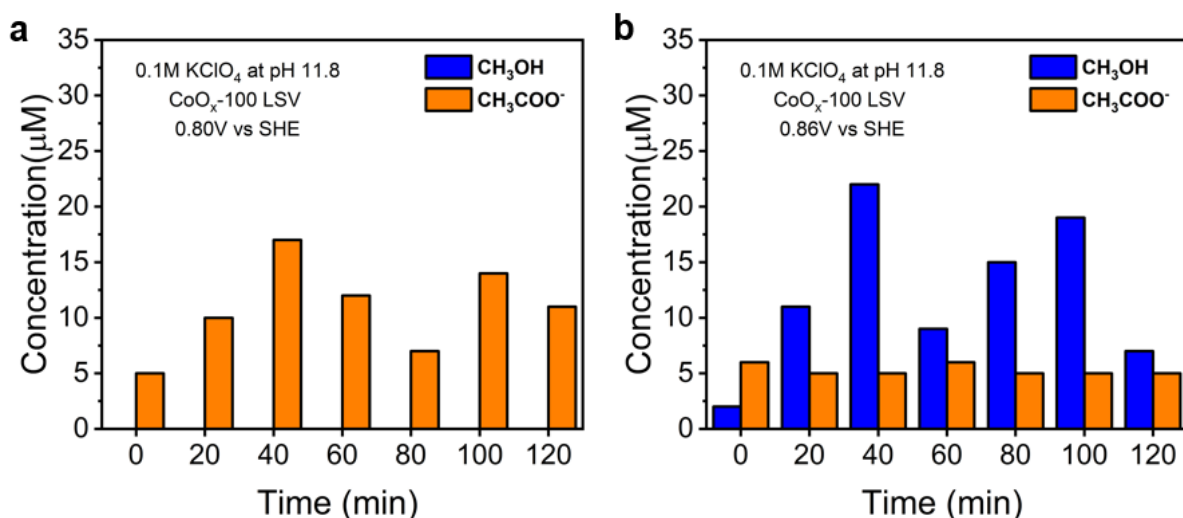 a
Concentration(μM)
35
30
25
20
15
10
5
0
0.1M KClO₄ at pH 11.8
CoOₓ-100 LSV
0.80V vs SHE
CH₃OH
CH₃COO⁻
0 20 40 60 80 100 120
Time (min)
b
Concentration(μM)
35
30
25
20
15
10
5
0
0.1M KClO₄ at pH 11.8
CoOₓ-100 LSV
0.86V vs SHE
CH₃OH
CH₃COO⁻
0 20 40 60 80 100 120
Time (min)